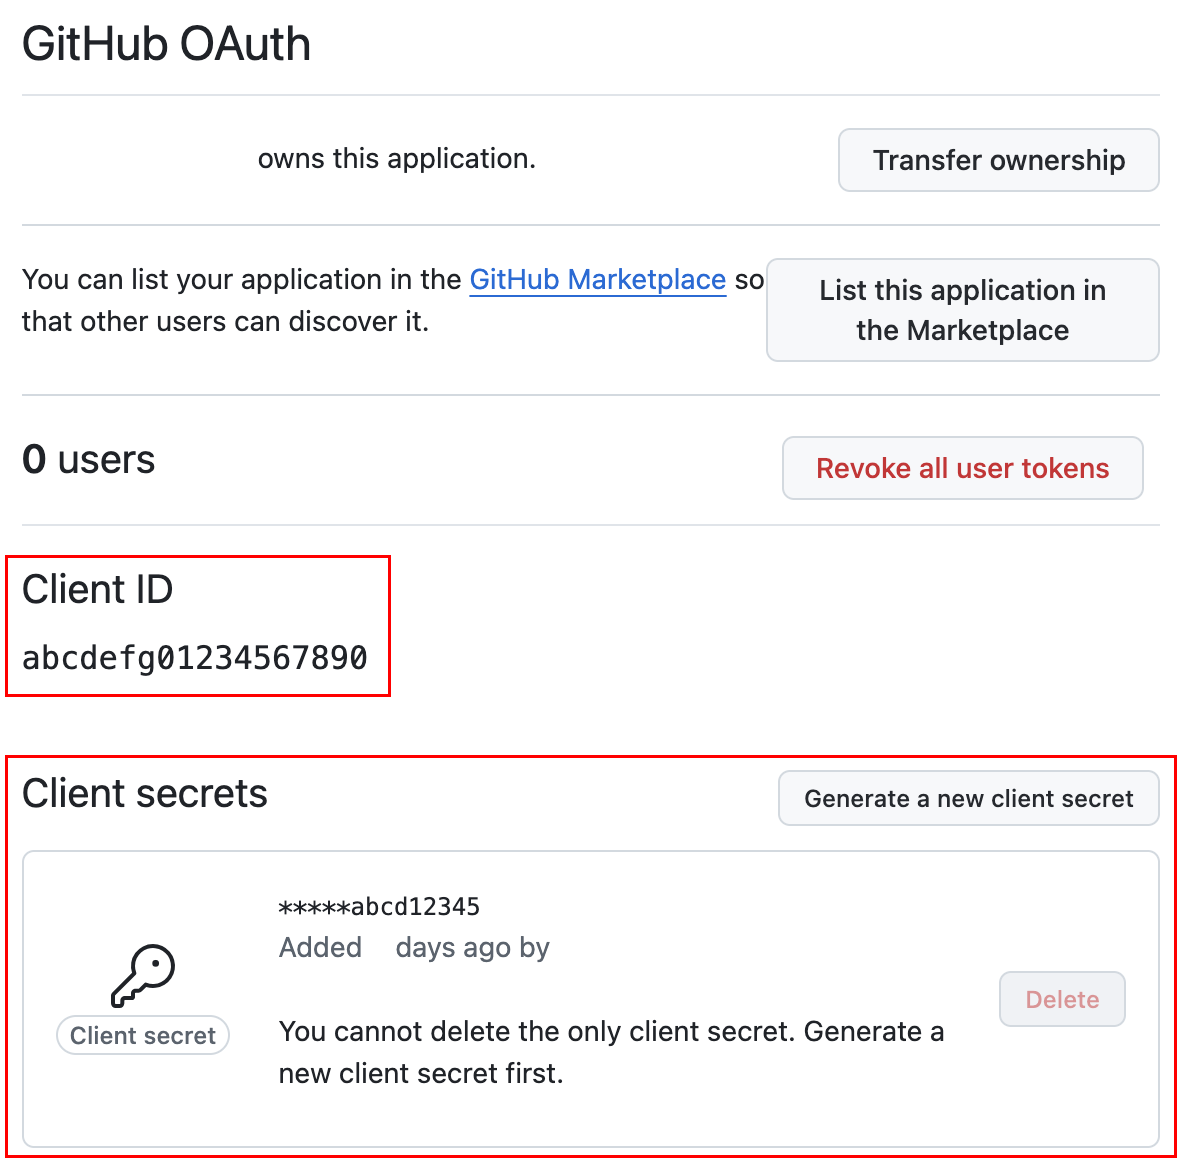 GitHub OAuth
owns this application.
Transfer ownership
You can list your application in the GitHub Marketplace so
that other users can discover it.
List this application in
the Marketplace
0 users
Revoke all user tokens
Client ID
abcdefg01234567890
Client secrets
Generate a new client secret
*****abcd12345
Added days ago by
Client secret
You cannot delete the only client secret. Generate a
new client secret first.
Delete